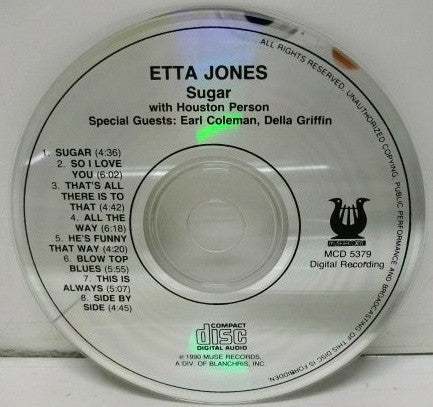 ETTA JONES
Sugar
with Houston Person
Special Guests: Earl Coleman, Della Griffin
1. SUGAR (4:36)
2. SO I LOVE
YOU (6:02)
3. THAT'S ALL
THERE IS TO
THAT (4:42)
4. ALL THE
WAY (6:18)
5. HE'S FUNNY
THAT WAY (4:20)
6. BLOW TOP
BLUES (5:55)
7. THIS IS
ALWAYS (5:07)
8. SIDE BY
SIDE (4:45)
MCD 5379
Digital Recording
COMPACT
disc
DIGITAL AUDIO
℗ 1990 MUSE RECORDS,
A DIV. OF BLANCHRIS, INC.
ALL RIGHTS RESERVED. UNAUTHORIZED COPYING, PUBLIC PERFORMANCE AND BROADCASTING OF THIS DISC IS FORBIDDEN.